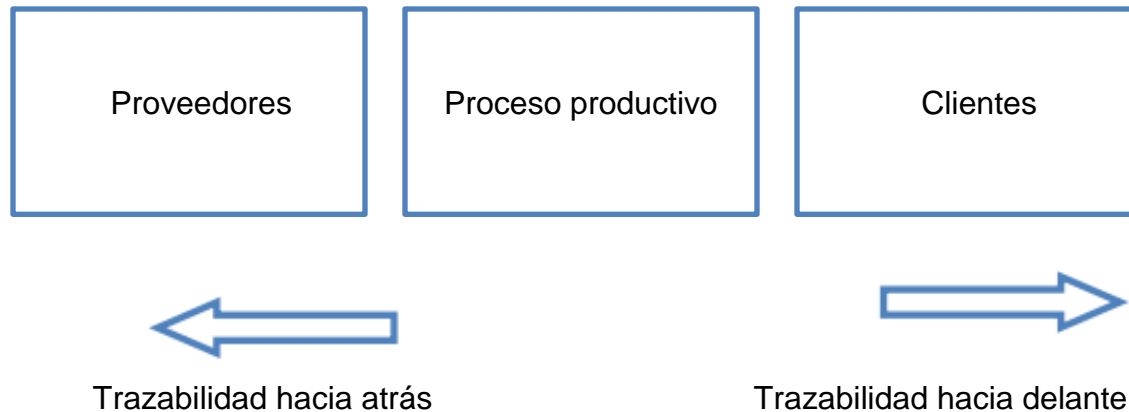 Proveedores
Proceso productivo
Clientes
Trazabilidad hacia atrás
Trazabilidad hacia delante